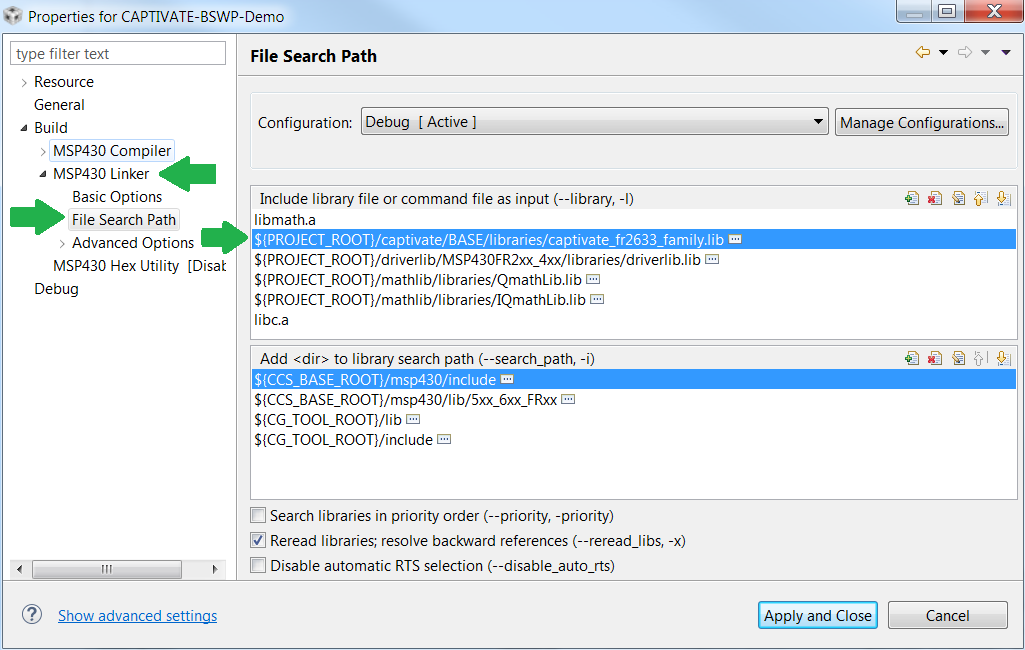 Properties for CAPTIVATE-BSWP-Demo
type filter text
Resource
General
Build
MSP430 Compiler
MSP430 Linker
Basic Options
File Search Path
Advanced Options
MSP430 Hex Utility [Disab
Debug
File Search Path
Configuration: Debug [ Active ] Manage Configurations...
Include library file or command file as input (--library, -l)
libmath.a
${PROJECT_ROOT}/captivate/BASE/libraries/captivate_fr2633_family.lib
${PROJECT_ROOT}/driverlib/MSP430FR2xx_4xx/libraries/driverlib.lib
${PROJECT_ROOT}/mathlib/libraries/QmathLib.lib
${PROJECT_ROOT}/mathlib/libraries/IQmathLib.lib
libc.a
Add <dir> to library search path (--search_path, -i)
${CCS_BASE_ROOT}/msp430/include
${CCS_BASE_ROOT}/msp430/lib/5xx_6xx_FRxx
${CG_TOOL_ROOT}/lib
${CG_TOOL_ROOT}/include
Search libraries in priority order (--priority, -priority)
Reread libraries; resolve backward references (--reread_libs, -x)
Disable automatic RTS selection (--disable_auto_rts)
Show advanced settings
Apply and Close
Cancel